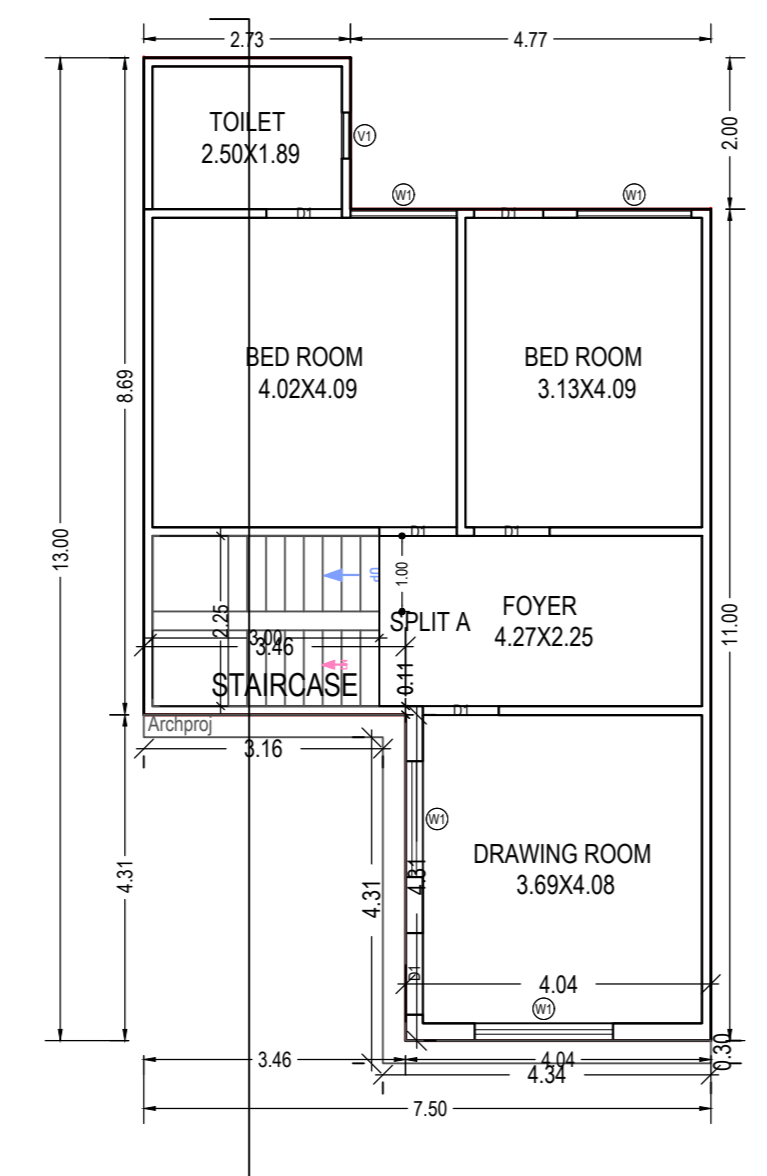 2.73
4.77
TOILET
2.50X1.89
V1
2.00
W1
W1
D1
D1
BED ROOM
4.02X4.09
BED ROOM
3.13X4.09
8.69
13.00
11.00
D1
D1
UP
1.00
2.25
SPLIT A
FOYER
4.27X2.25
3.00
3.46
0.11
STAIRCASE
D1
Archproj
3.16
W1
DRAWING ROOM
3.69X4.08
4.31
4.31
4.31
D1
4.04
W1
0.30
3.46
4.04
4.34
7.50